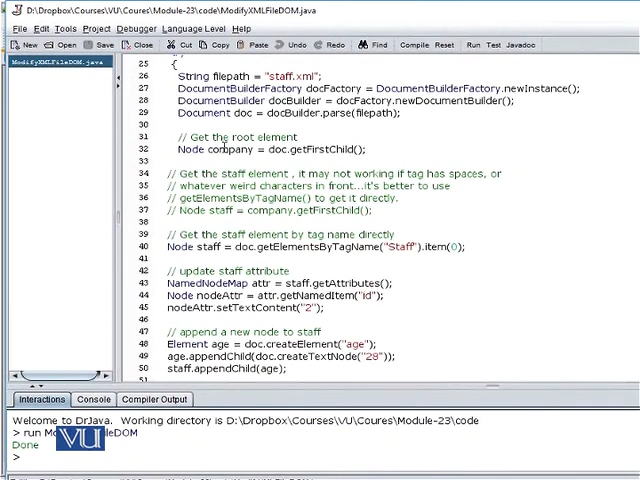 D:\Dropbox\Courses\VU\Coures\Module-23\code\ModifyXMLFileDOM.java
File Edit Tools Project Debugger Language Level Help
New Open Save Close Cut Copy Paste Undo Redo Find Compile Reset Run Test Javadoc
ModifyXMLFileDOM.java
25 {
26 String filepath = "staff.xml";
27 DocumentBuilderFactory docFactory = DocumentBuilderFactory.newInstance();
28 DocumentBuilder docBuilder = docFactory.newDocumentBuilder();
29 Document doc = docBuilder.parse(filepath);
30
31 // Get the root element
32 Node company = doc.getFirstChild();
33
34 // Get the staff element , it may not working if tag has spaces, or
35 // whatever weird characters in front...it's better to use
36 // getElementsByTagName() to get it directly.
37 // Node staff = company.getFirstChild();
38
39 // Get the staff element by tag name directly
40 Node staff = doc.getElementsByTagName("Staff").item(0);
41
42 // update staff attribute
43 NamedNodeMap attr = staff.getAttributes();
44 Node nodeAttr = attr.getNamedItem("id");
45 nodeAttr.setTextContent("2");
46
47 // append a new node to staff
48 Element age = doc.createElement("age");
49 age.appendChild(doc.createTextNode("28"));
50 staff.appendChild(age);
51
Interactions Console Compiler Output
Welcome to DrJava. Working directory is D:\Dropbox\Courses\VU\Coures\Module-23\code
> run Mo leDOM
Done
>
VU